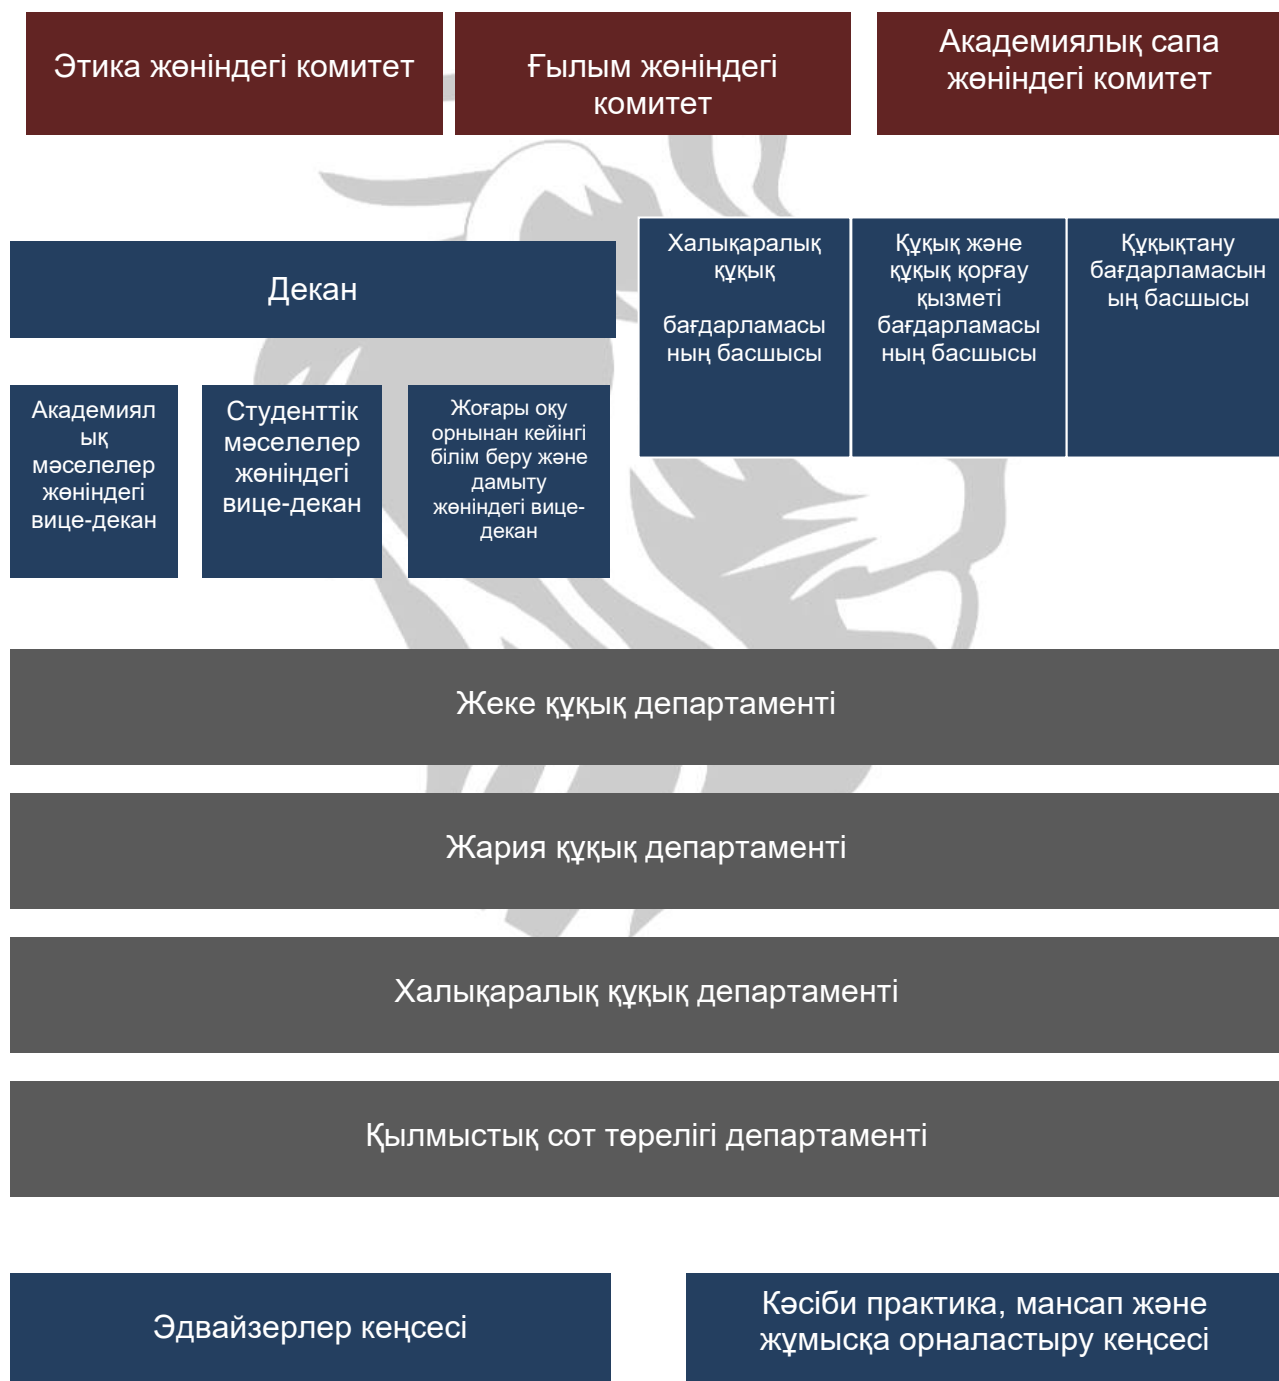 Этика жөніндегі комитет
Ғылым жөніндегі
комитет
Академиялық сапа
жөніндегі комитет
Декан
Халықаралық
құқық
бағдарламасы
ның басшысы
Құқық және
құқық қорғау
қызметі
бағдарламасы
ның басшысы
Құқықтану
бағдарламасын
ың басшысы
Академиял
ық
мәселелер
жөніндегі
вице-декан
Студенттік
мәселелер
жөніндегі
вице-декан
Жоғары оқу
орнынан кейінгі
білім беру және
дамыту
жөніндегі вице-
декан
Жеке құқық департаменті
Жария құқық департаменті
Халықаралық құқық департаменті
Қылмыстық сот төрелігі департаменті
Эдвайзерлер кеңсесі
Кәсіби практика, мансап және
жұмысқа орналастыру кеңсесі